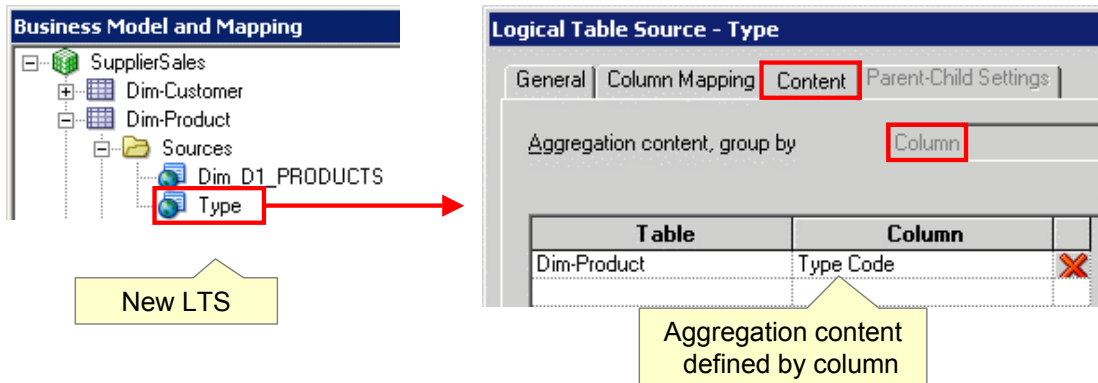 Business Model and Mapping
SupplierSales
Dim-Customer
Dim-Product
Sources
Dim_D1_PRODUCTS
Type
New LTS
Logical Table Source - Type
General Column Mapping Content Parent-Child Settings
Aggregation content, group by Column
Table Column
Dim-Product Type Code
Aggregation content
defined by column